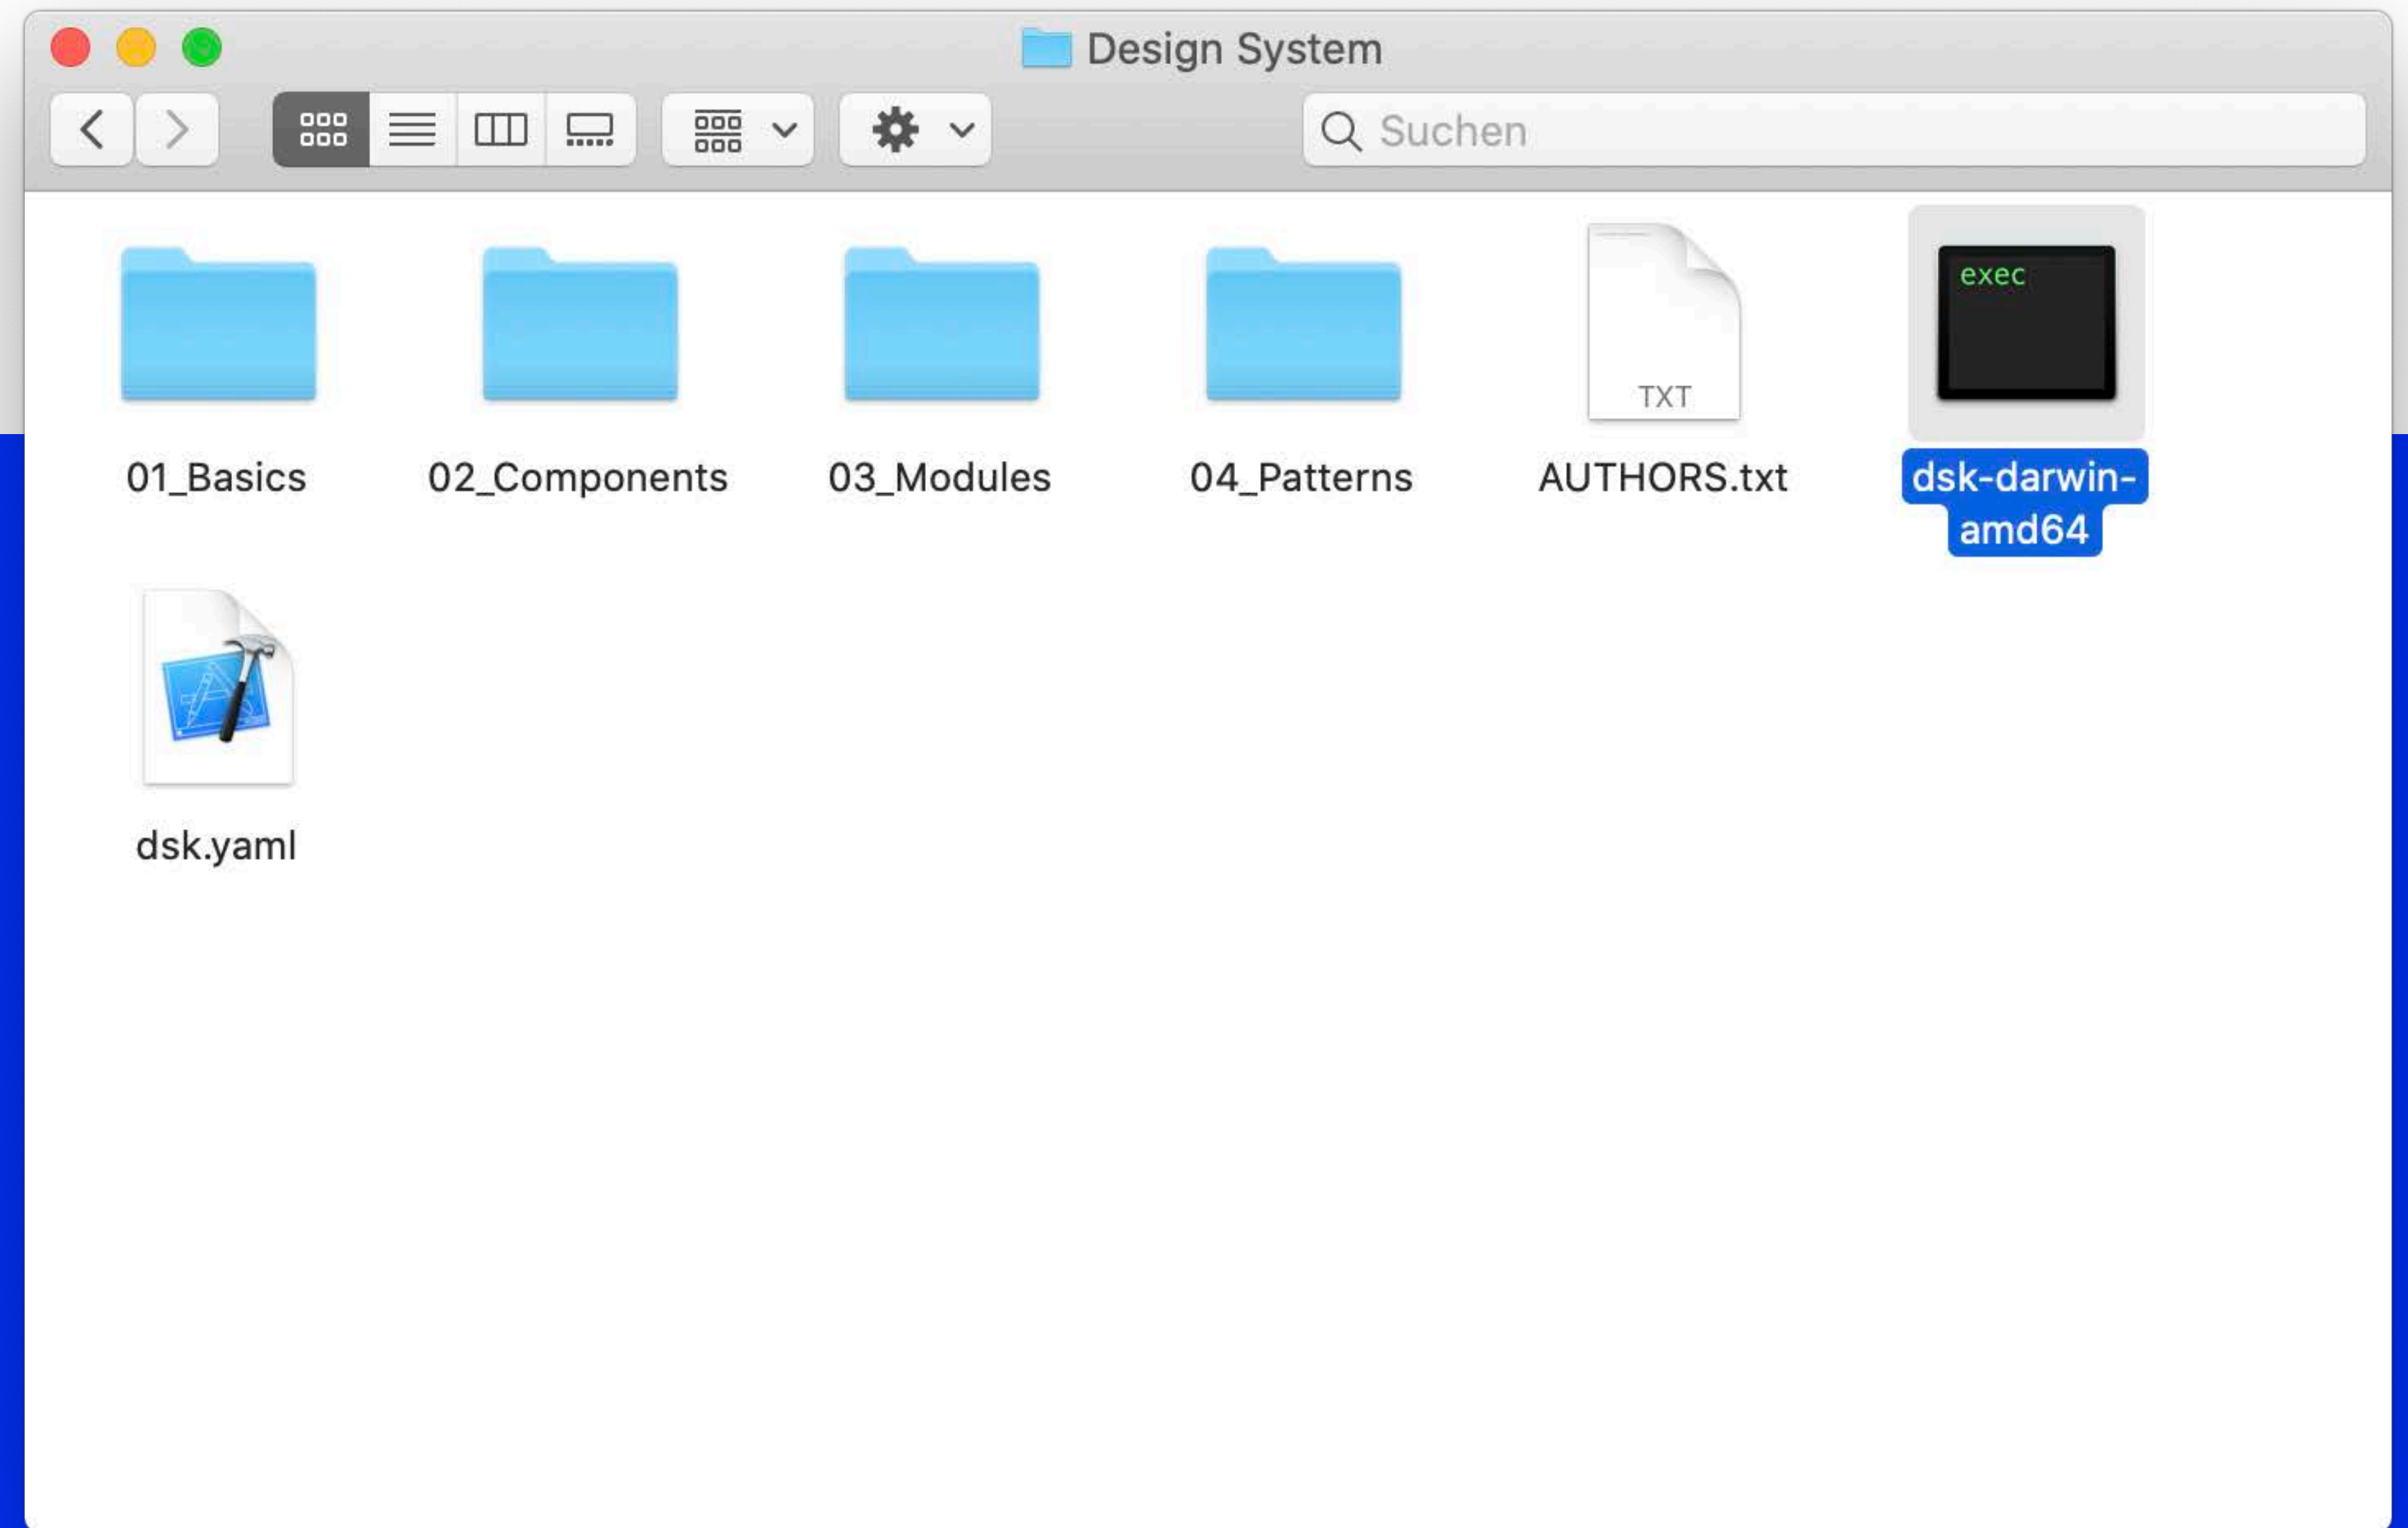 Design System
Suchen
exec
TXT
01_Basics
02_Components
03_Modules
04_Patterns
AUTHORS.txt
dsk-darwin-
amd64
dsk.yaml